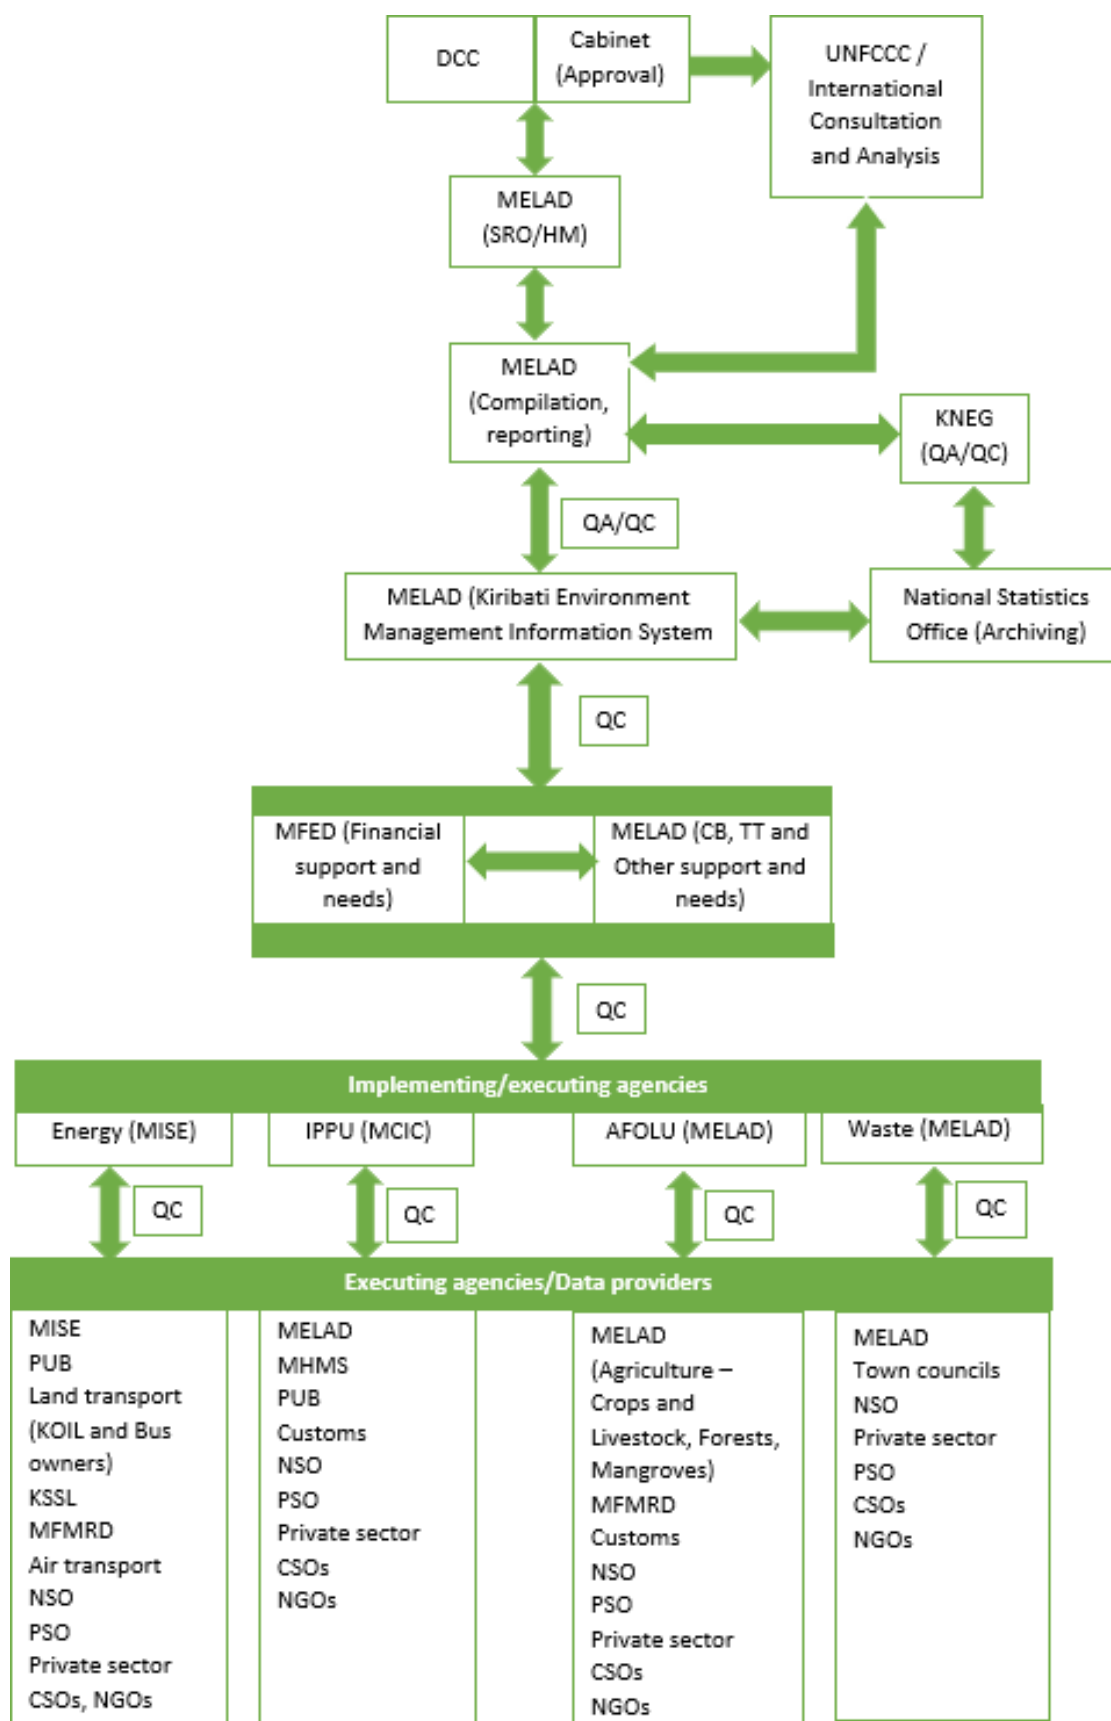 DCC
Cabinet
(Approval)
UNFCCC /
International
Consultation
and Analysis
MELAD
(SRO/HM)
MELAD
(Compilation,
reporting)
KNEG
(QA/QC)
QA/QC
MELAD (Kiribati Environment
Management Information System
National Statistics
Office (Archiving)
QC
MFED (Financial
support and
needs)
MELAD (CB, TT and
Other support and
needs)
QC
Implementing/executing agencies
Energy (MISE)
IPPU (MCIC)
AFOLU (MELAD)
Waste (MELAD)
QC
QC
QC
QC
Executing agencies/Data providers
MISE
PUB
Land transport
(KOIL and Bus
owners)
KSSL
MFMRD
Air transport
NSO
PSO
Private sector
CSOs, NGOs
MELAD
MHMS
PUB
Customs
NSO
PSO
Private sector
CSOs
NGOs
MELAD
(Agriculture –
Crops and
Livestock, Forests,
Mangroves)
MFMRD
Customs
NSO
PSO
Private sector
CSOs
NGOs
MELAD
Town councils
NSO
Private sector
PSO
CSOs
NGOs